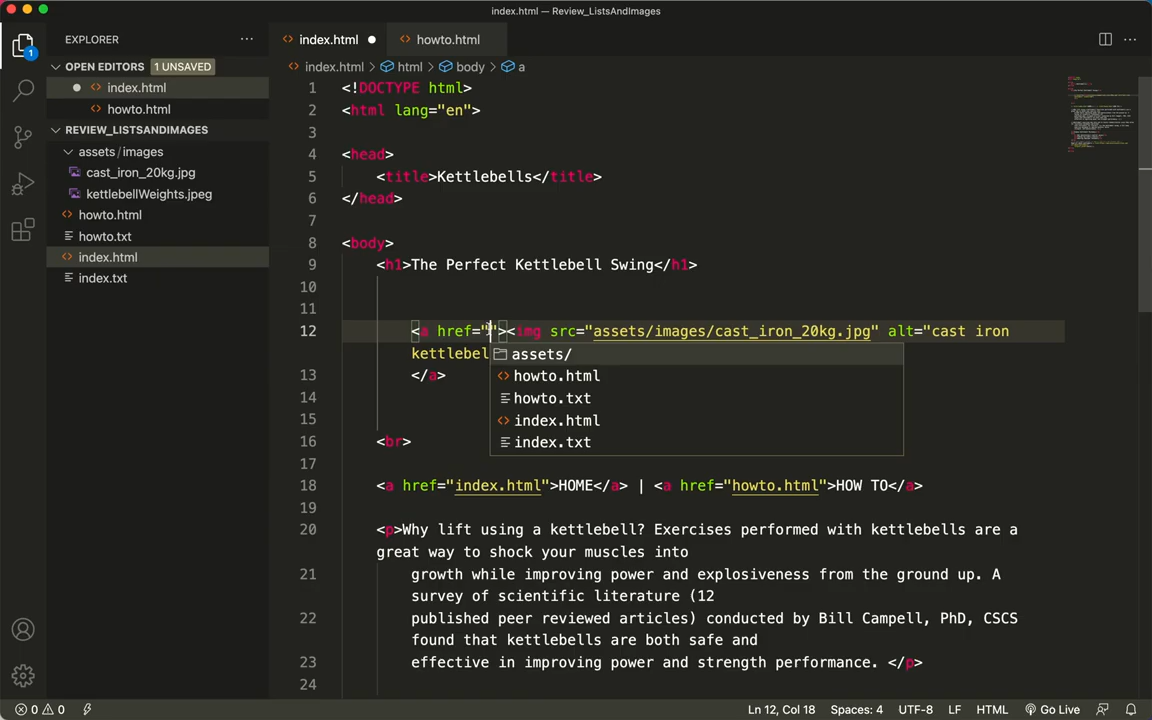 index.html — Review_ListsAndImages
EXPLORER
index.html
howto.html
OPEN EDITORS 1 UNSAVED
index.html > html > body > a
index.html
howto.html
REVIEW_LISTSANDIMAGES
assets/images
cast_iron_20kg.jpg
kettlebellWeights.jpeg
howto.html
howto.txt
index.html
index.txt
1 <!DOCTYPE html>
2 <html lang="en">
3
4 <head>
5 <title>Kettlebells</title>
6 </head>
7
8 <body>
9 <h1>The Perfect Kettlebell Swing</h1>
10
11
12 <a href=""><img src="assets/images/cast_iron_20kg.jpg" alt="cast iron
kettlebel
assets/
howto.html
howto.txt
index.html
index.txt
13 </a>
14
15
16 <br>
17
18 <a href="index.html">HOME</a> | <a href="howto.html">HOW TO</a>
19
20 <p>Why lift using a kettlebell? Exercises performed with kettlebells are a
great way to shock your muscles into
21 growth while improving power and explosiveness from the ground up. A
survey of scientific literature (12
22 published peer reviewed articles) conducted by Bill Campell, PhD, CSCS
found that kettlebells are both safe and
23 effective in improving power and strength performance. </p>
24
1
0 0
Ln 12, Col 18 Spaces: 4 UTF-8 LF HTML Go Live